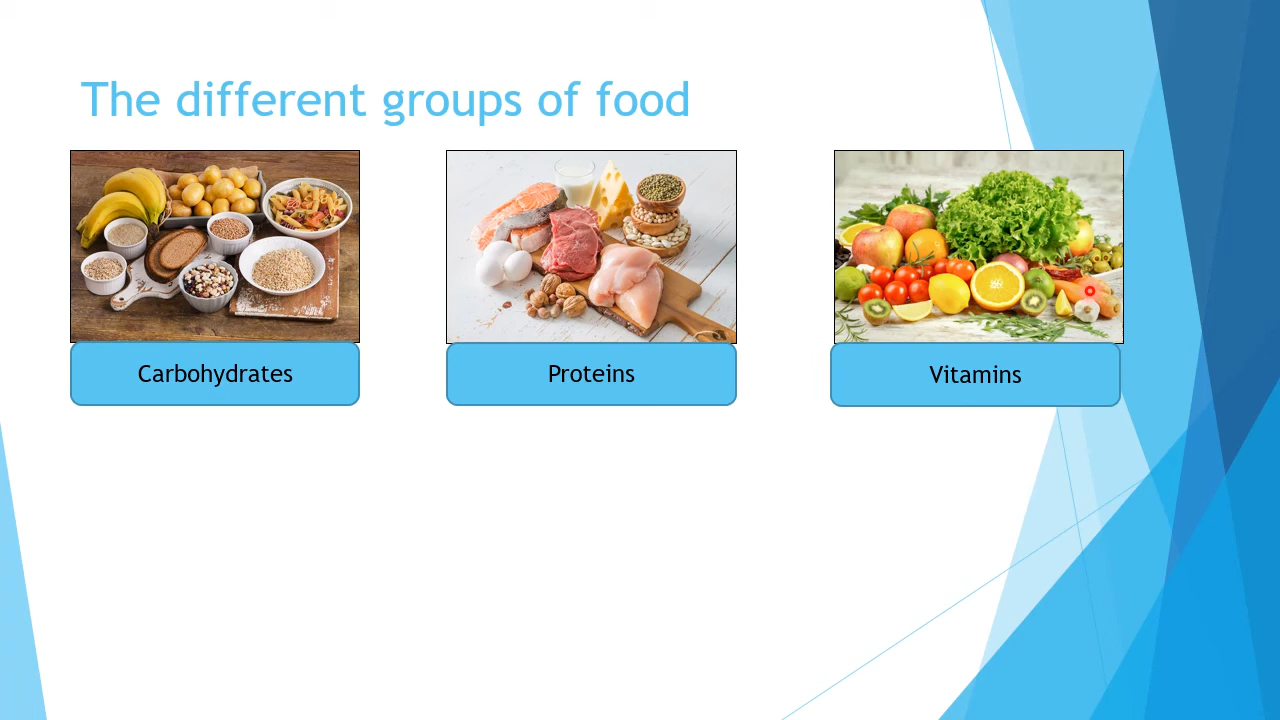 The different groups of food
Carbohydrates
Proteins
Vitamins